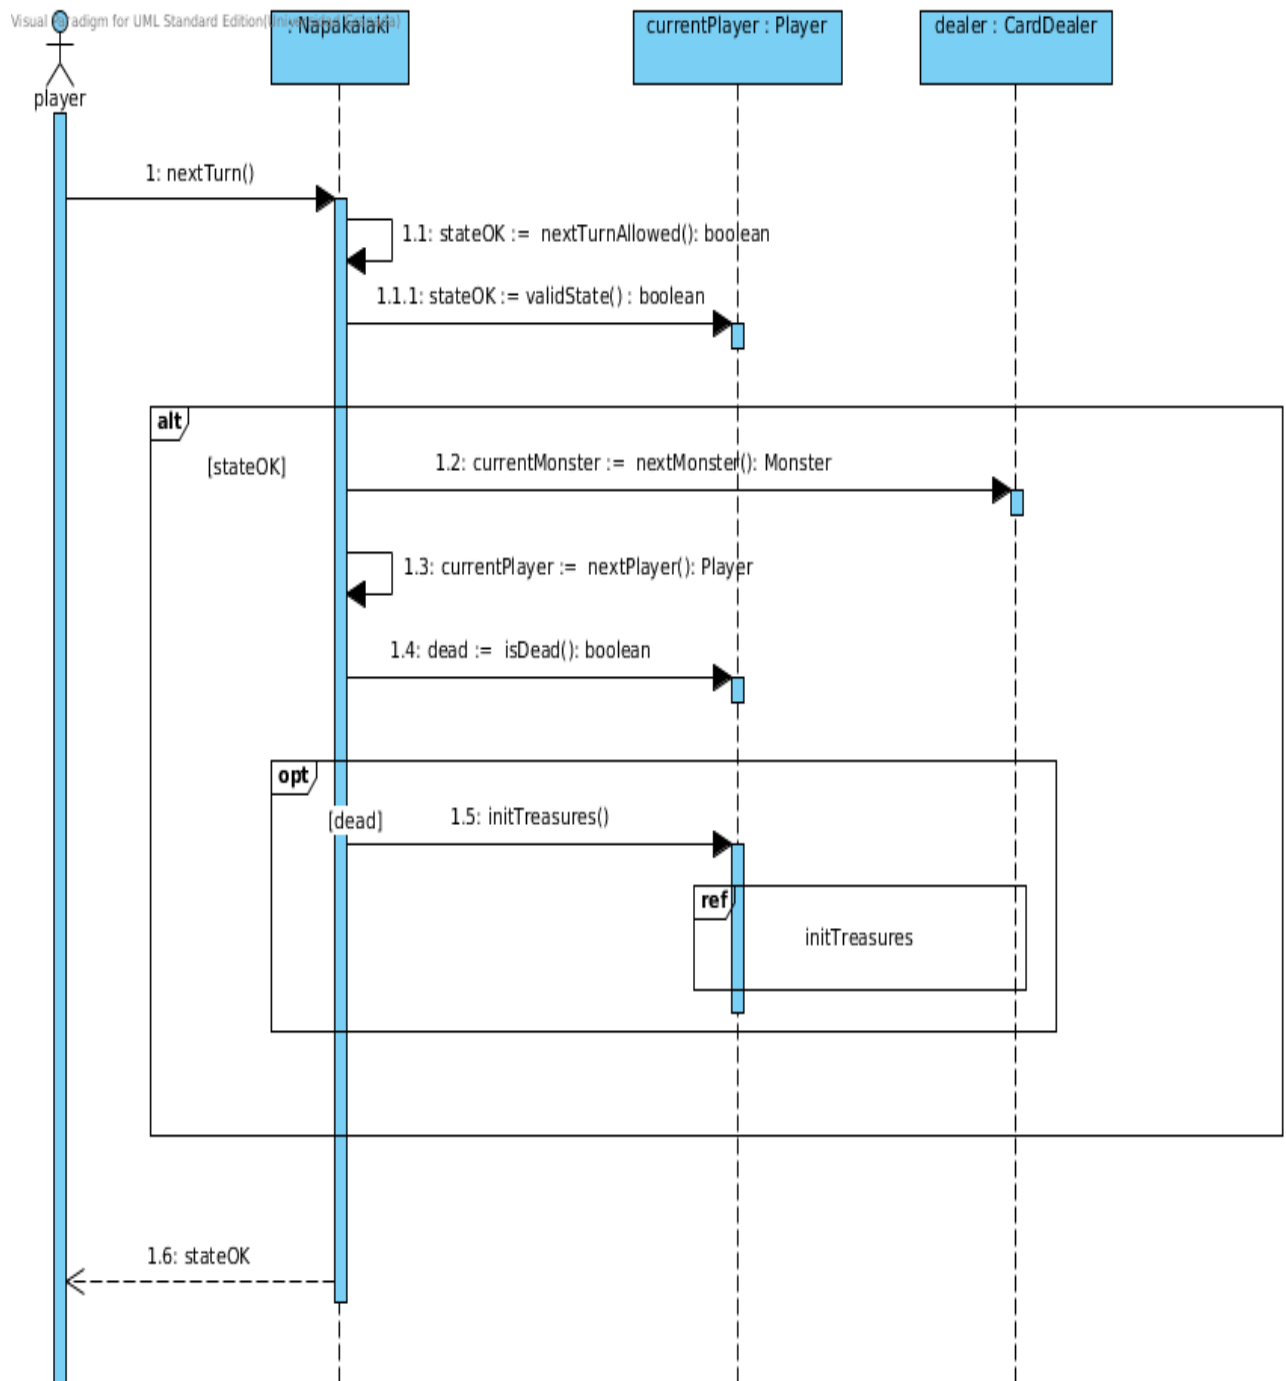 Visual Paradigm for UML Standard Edition(Universidad Granada)
: Napakalaki
currentPlayer : Player
dealer : CardDealer
player
1: nextTurn()
1.1: stateOK := nextTurnAllowed(): boolean
1.1.1: stateOK := validState() : boolean
alt
[stateOK]
1.2: currentMonster := nextMonster(): Monster
1.3: currentPlayer := nextPlayer(): Player
1.4: dead := isDead(): boolean
opt
[dead]
1.5: initTreasures()
ref
initTreasures
1.6: stateOK